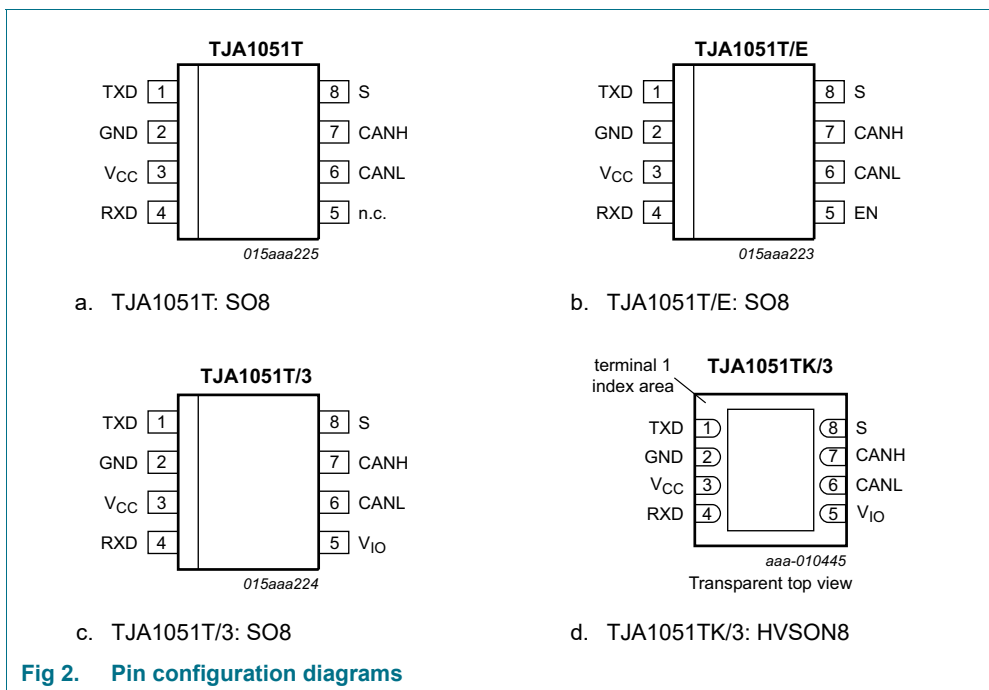 TJA1051T
TXD 1
GND 2
VCC 3
RXD 4
8 S
7 CANH
6 CANL
5 n.c.
015aaa225
a. TJA1051T: SO8
TJA1051T/E
TXD 1
GND 2
VCC 3
RXD 4
8 S
7 CANH
6 CANL
5 EN
015aaa223
b. TJA1051T/E: SO8
TJA1051T/3
TXD 1
GND 2
VCC 3
RXD 4
8 S
7 CANH
6 CANL
5 VIO
015aaa224
c. TJA1051T/3: SO8
terminal 1
index area
TJA1051TK/3
TXD 1
GND 2
VCC 3
RXD 4
8 S
7 CANH
6 CANL
5 VIO
aaa-010445
Transparent top view
d. TJA1051TK/3: HVSON8
Fig 2. Pin configuration diagrams